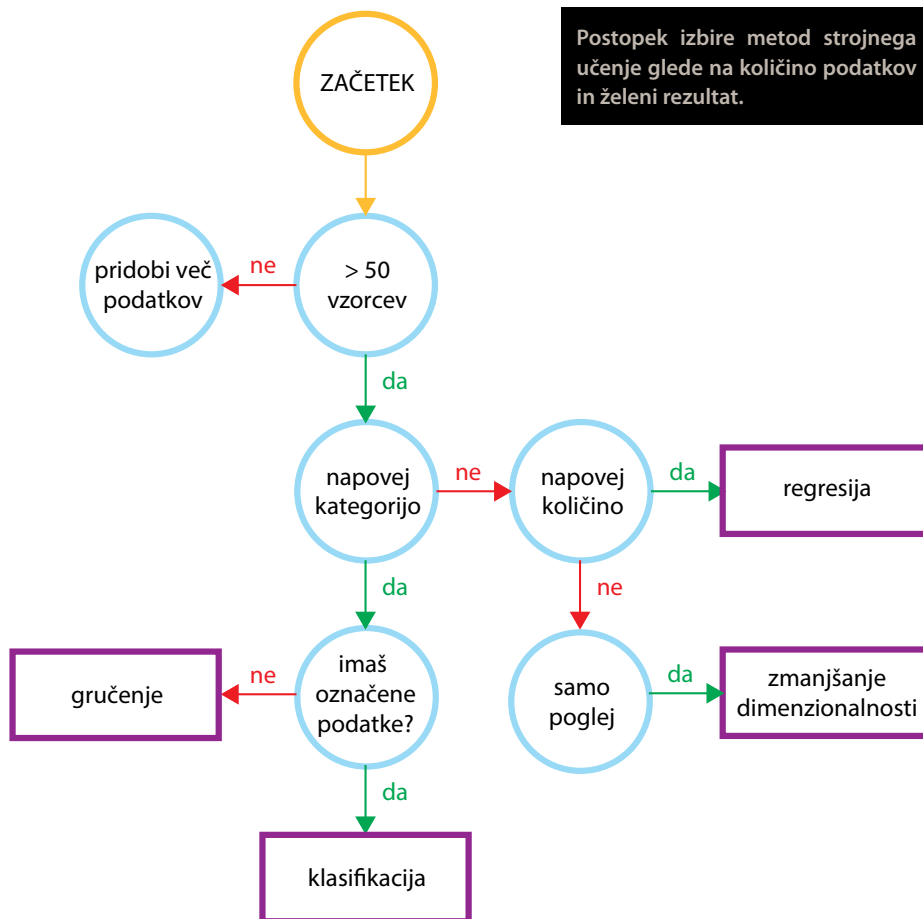 Postopek izbire metod strojnega
učenje glede na količino podatkov
in želeni rezultat.
ZAČETEK
pridobi več
podatkov
ne
> 50
vzorcev
da
napovej
kategorijo
ne
napovej
količino
da
regresija
da
ne
gručenje
ne
imaš
označene
podatke?
samo
poglej
da
zmanjšanje
dimenzionalnosti
da
klasifikacija